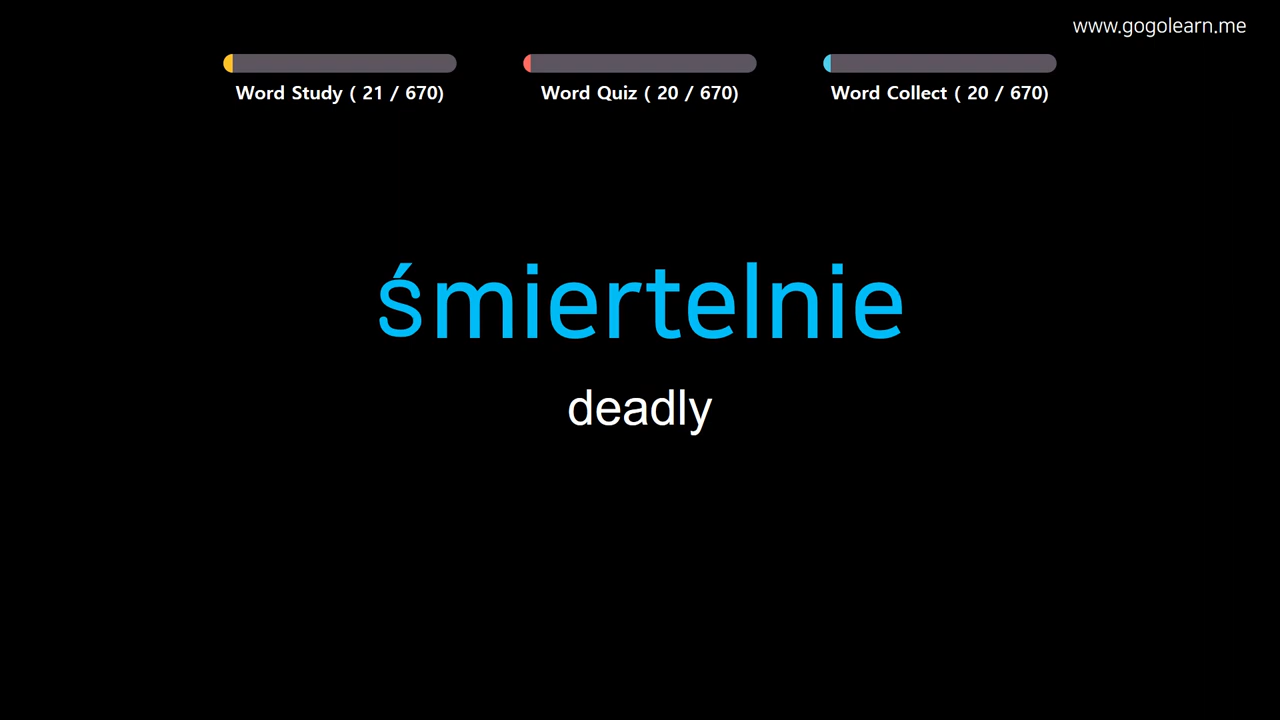 www.gogolearn.me
Word Study ( 21 / 670)
Word Quiz ( 20 / 670)
Word Collect ( 20 / 670)
śmiertelnie
deadly